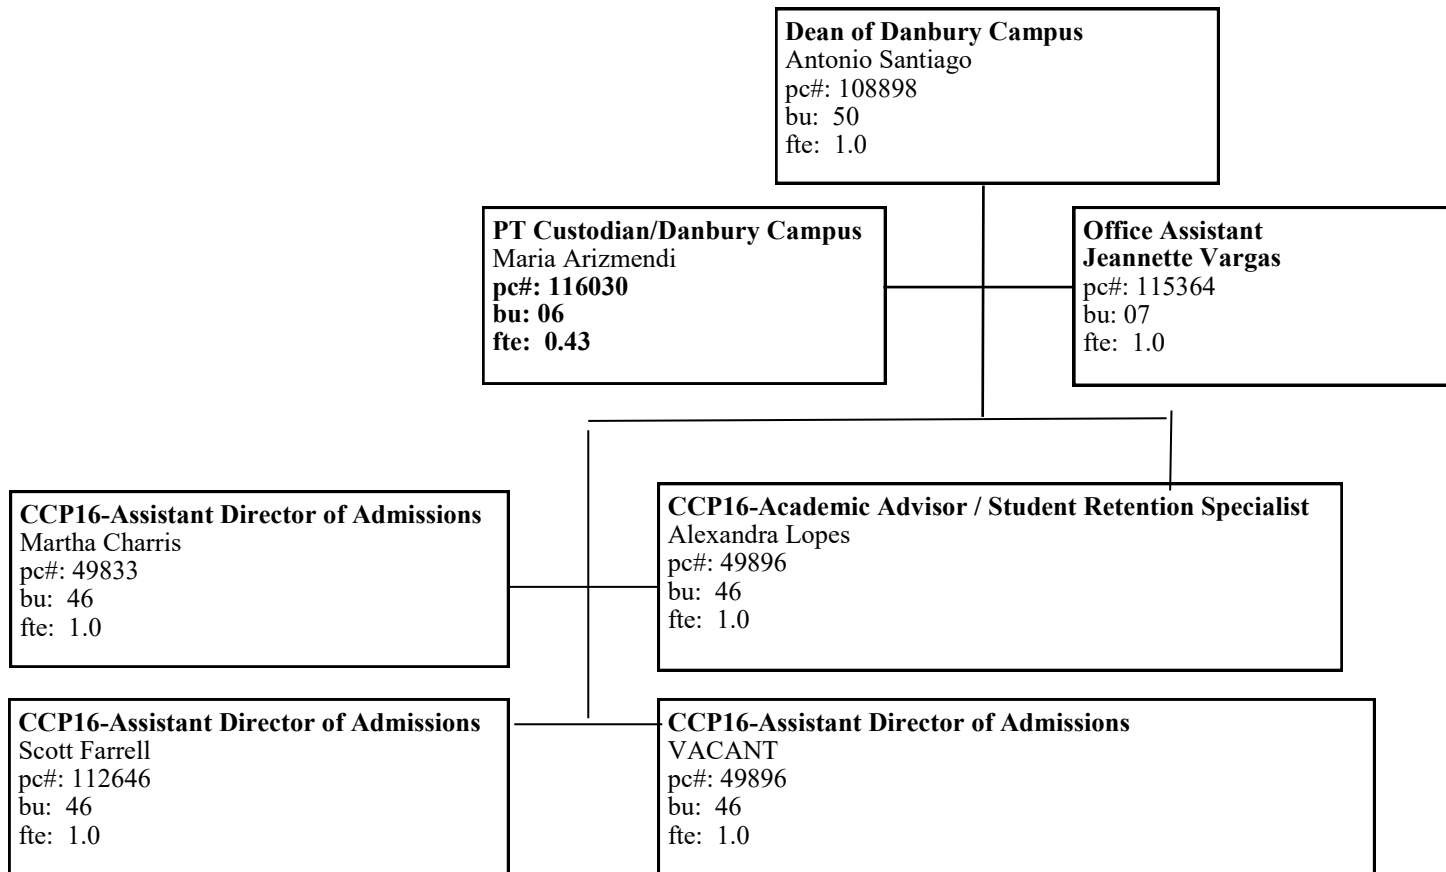 Dean of Danbury Campus
Antonio Santiago
pc#: 108898
bu:  50
fte:  1.0
PT Custodian/Danbury Campus
Maria Arizmendi
pc#: 116030
bu: 06
fte:  0.43
Office Assistant
Jeannette Vargas
pc#: 115364
bu: 07
fte:  1.0
CCP16-Assistant Director of Admissions
Martha Charris
pc#: 49833
bu:  46
fte:  1.0
CCP16-Academic Advisor / Student Retention Specialist
Alexandra Lopes
pc#: 49896
bu:  46
fte:  1.0
CCP16-Assistant Director of Admissions
Scott Farrell
pc#: 112646
bu:  46
fte:  1.0
CCP16-Assistant Director of Admissions
VACANT
pc#: 49896
bu:  46
fte:  1.0